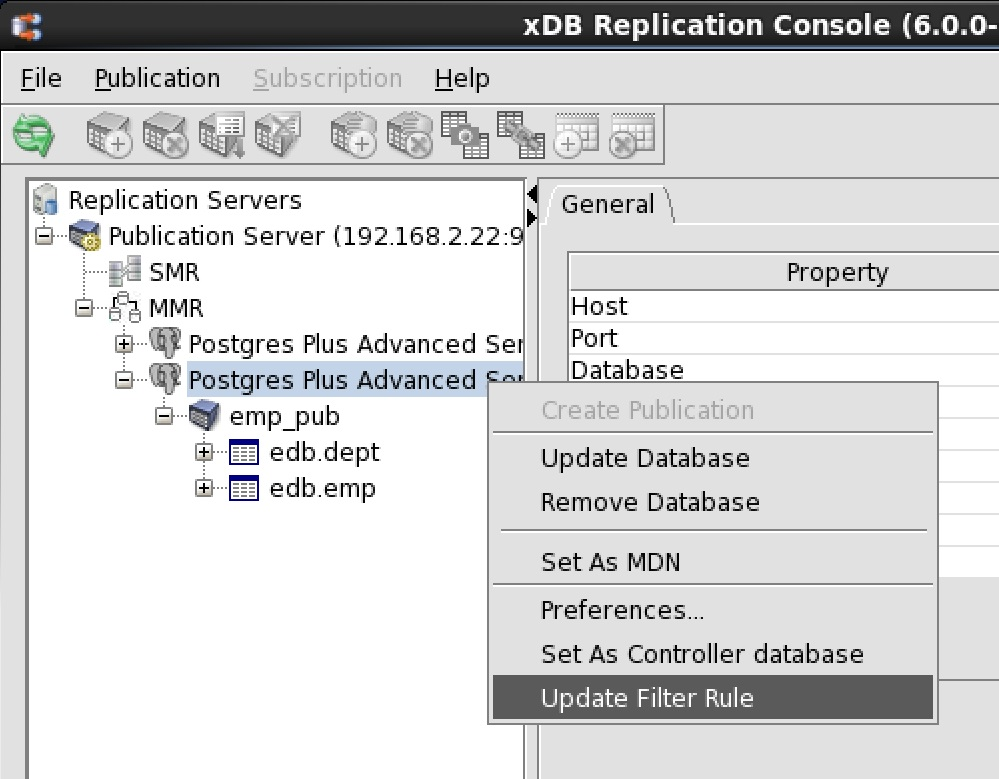 xDB Replication Console (6.0.0-
File Publication Subscription Help
Replication Servers
Publication Server (192.168.2.22:9
SMR
MMR
Postgres Plus Advanced Ser
Postgres Plus Advanced Ser
emp_pub
edb.dept
edb.emp
General
Property
Host
Port
Database
Create Publication
Update Database
Remove Database
Set As MDN
Preferences...
Set As Controller database
Update Filter Rule